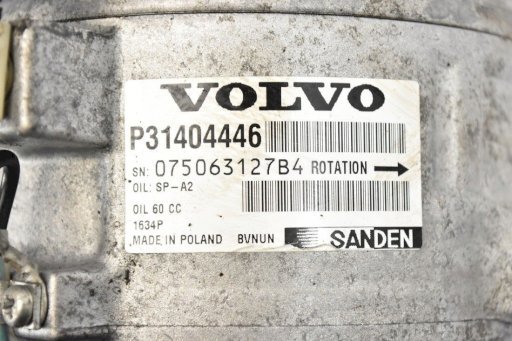 VOLVO
P31404446
SN: 075063127B4 ROTATION
OIL: SP-A2
OIL 60 CC
1634P
MADE IN POLAND BVNUN SANDEN